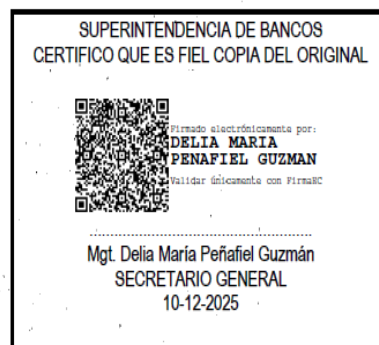 SUPERINTENDENCIA DE BANCOS
CERTIFICO QUE ES FIEL COPIA DEL ORIGINAL
Firmado electrónicamente por:
DELIA MARIA
PENAFIEL GUZMAN
Validar únicamente con FirmaEC
Mgt. Delia María Peñafiel Guzmán
SECRETARIO GENERAL
10-12-2025